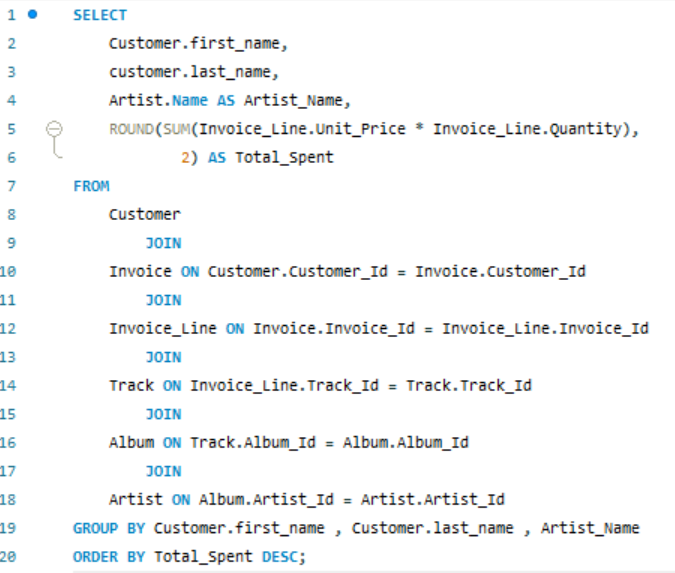 1 SELECT
2 Customer.first_name,
3 customer.last_name,
4 Artist.Name AS Artist_Name,
5 ROUND(SUM(Invoice_Line.Unit_Price * Invoice_Line.Quantity),
6 2) AS Total_Spent
7 FROM
8 Customer
9 JOIN
10 Invoice ON Customer.Customer_Id = Invoice.Customer_Id
11 JOIN
12 Invoice_Line ON Invoice.Invoice_Id = Invoice_Line.Invoice_Id
13 JOIN
14 Track ON Invoice_Line.Track_Id = Track.Track_Id
15 JOIN
16 Album ON Track.Album_Id = Album.Album_Id
17 JOIN
18 Artist ON Album.Artist_Id = Artist.Artist_Id
19 GROUP BY Customer.first_name , Customer.last_name , Artist_Name
20 ORDER BY Total_Spent DESC;